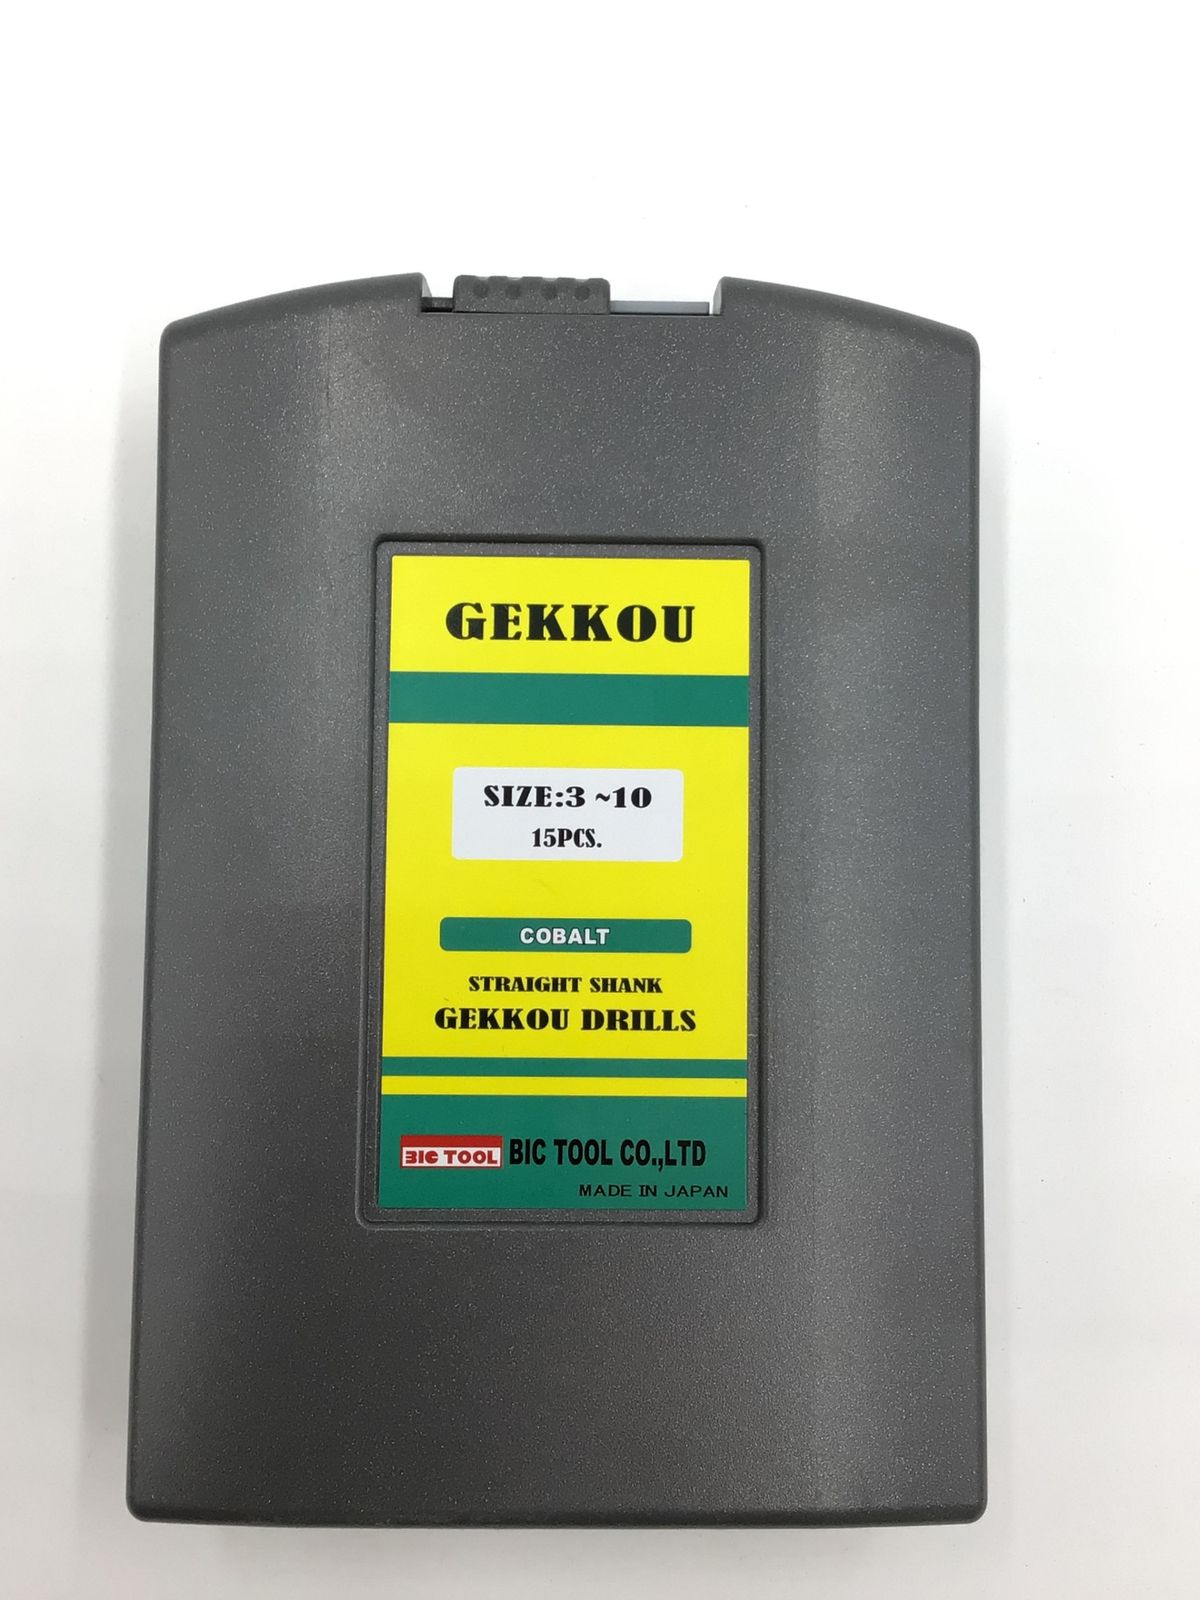 GEKKOU
SIZE:3 ~10
15PCS.
COBALT
STRAIGHT SHANK
GEKKOU DRILLS
BIC TOOL BIC TOOL CO.,LTD
MADE IN JAPAN